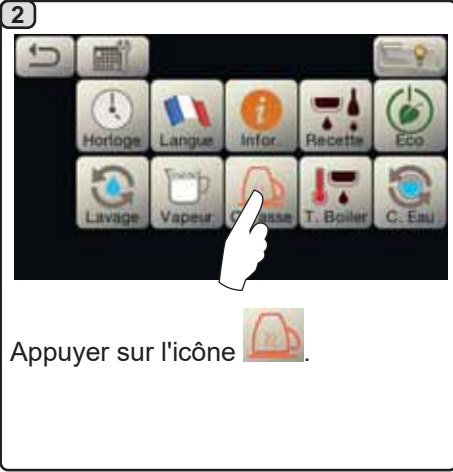 2
Horloge Langue Infor. Recette Eco
Lavage Vapeur T. Boiler C. Eau
Appuyer sur l'icône .